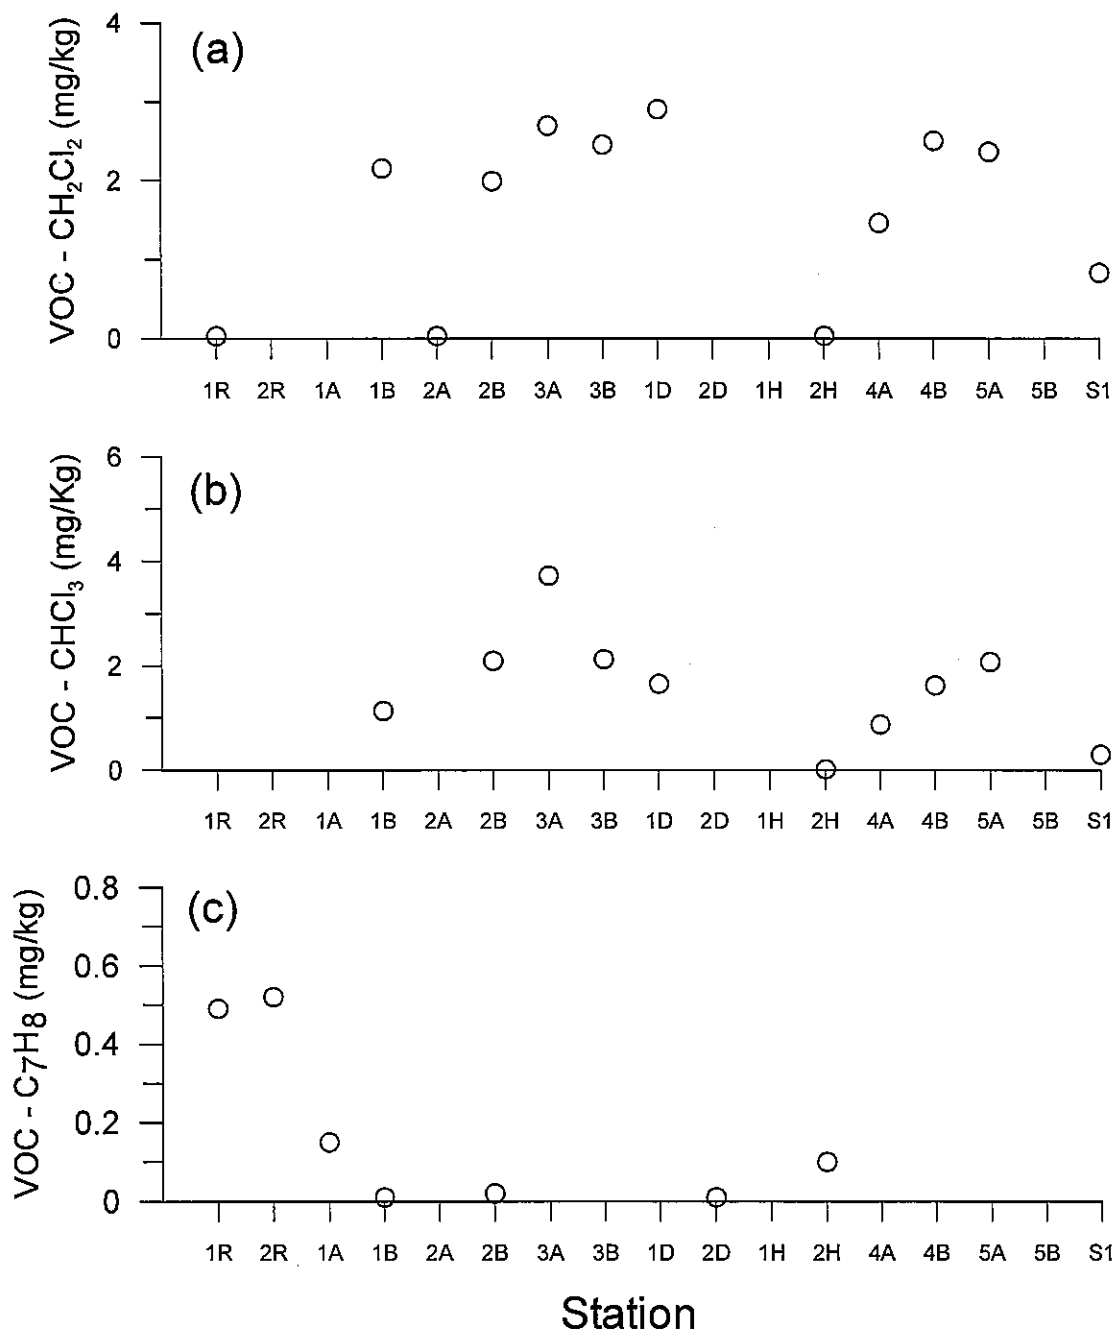 (a)
VOC - CH₂Cl₂ (mg/kg)
4
2
0
1R 2R 1A 1B 2A 2B 3A 3B 1D 2D 1H 2H 4A 4B 5A 5B S1
(b)
VOC - CHCl₃ (mg/Kg)
6
4
2
0
1R 2R 1A 1B 2A 2B 3A 3B 1D 2D 1H 2H 4A 4B 5A 5B S1
(c)
VOC - C₇H₈ (mg/kg)
0.8
0.6
0.4
0.2
0
1R 2R 1A 1B 2A 2B 3A 3B 1D 2D 1H 2H 4A 4B 5A 5B S1
Station